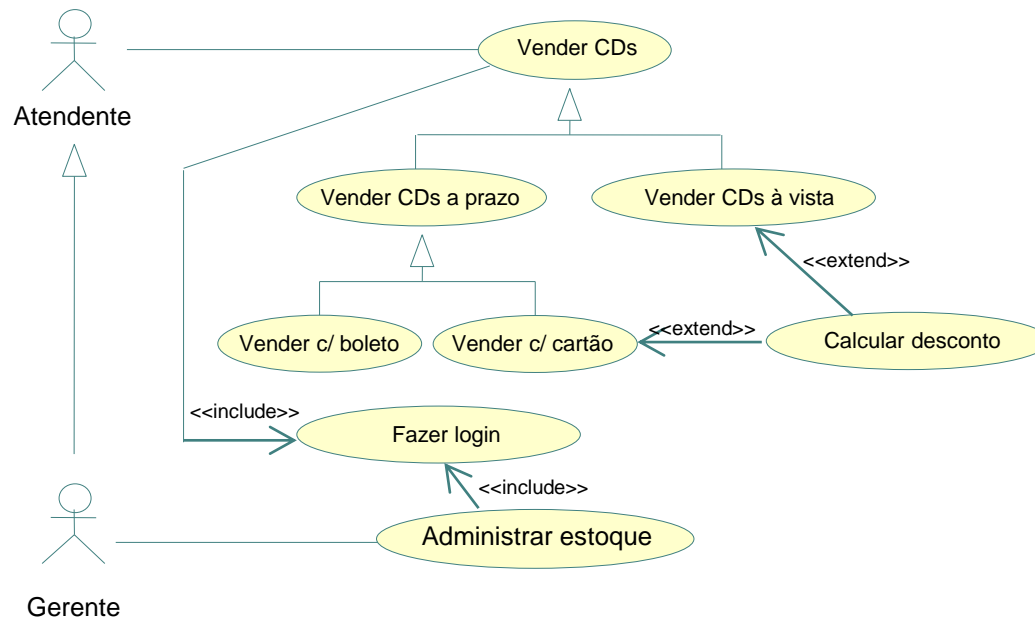 Vender CDs
Atendente
Vender CDs a prazo
Vender CDs à vista
<<extend>>
Vender c/ boleto
Vender c/ cartão
<<extend>>
Calcular desconto
<<include>>
Fazer login
<<include>>
Administrar estoque
Gerente